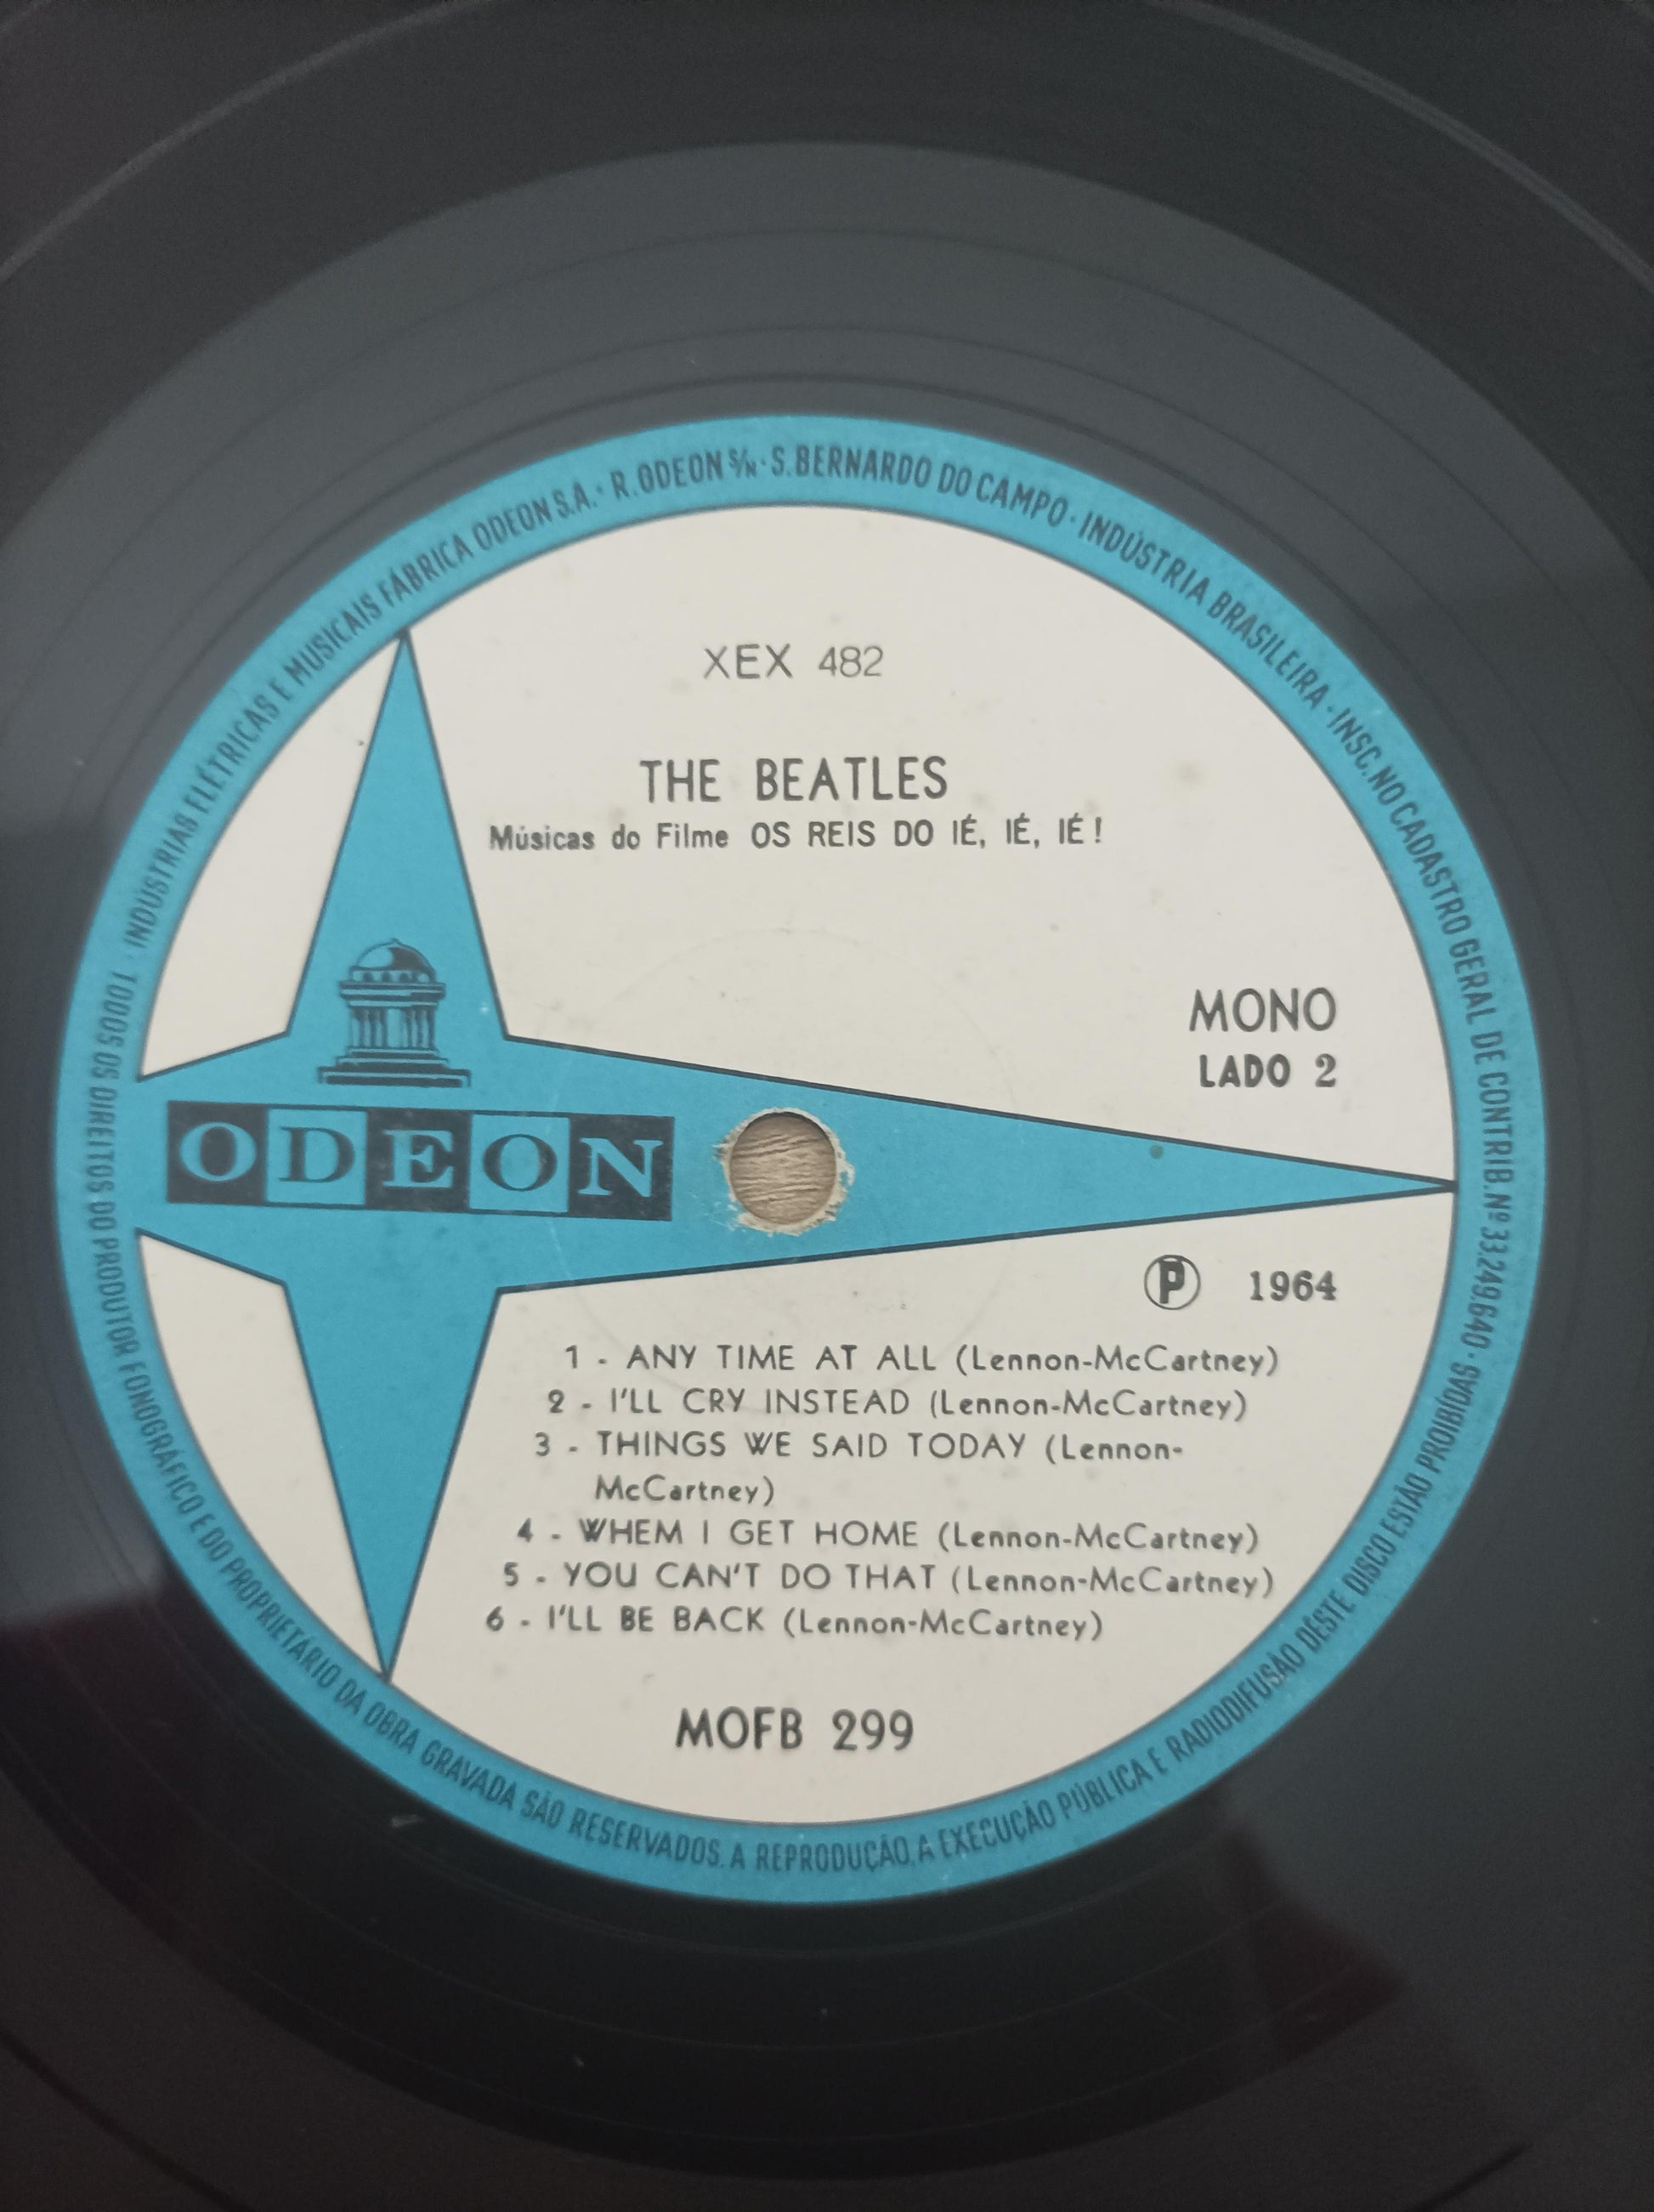 INDÚSTRIAS ELÉTRICAS E MUSICAIS FÁBRICA ODEON S.A. · R. ODEON S/N · S. BERNARDO DO CAMPO · INDÚSTRIA BRASILEIRA · INSC. NO CADASTRO GERAL DE CONTRIB. Nº 33.249.640 · TODOS OS DIREITOS DO PRODUTOR FONOGRÁFICO E DO PROPRIETÁRIO DA OBRA GRAVADA SÃO RESERVADOS. A REPRODUÇÃO, A EXECUÇÃO PÚBLICA E RADIODIFUSÃO DÊSTE DISCO ESTÃO PROIBIDAS ·
XEX 482
THE BEATLES
Músicas do Filme OS REIS DO IÉ, IÉ, IÉ!
MONO
LADO 2
ODEON
Ⓟ 1964
1 - ANY TIME AT ALL (Lennon-McCartney)
2 - I'LL CRY INSTEAD (Lennon-McCartney)
3 - THINGS WE SAID TODAY (Lennon-
McCartney)
4 - WHEM I GET HOME (Lennon-McCartney)
5 - YOU CAN'T DO THAT (Lennon-McCartney)
6 - I'LL BE BACK (Lennon-McCartney)
MOFB 299